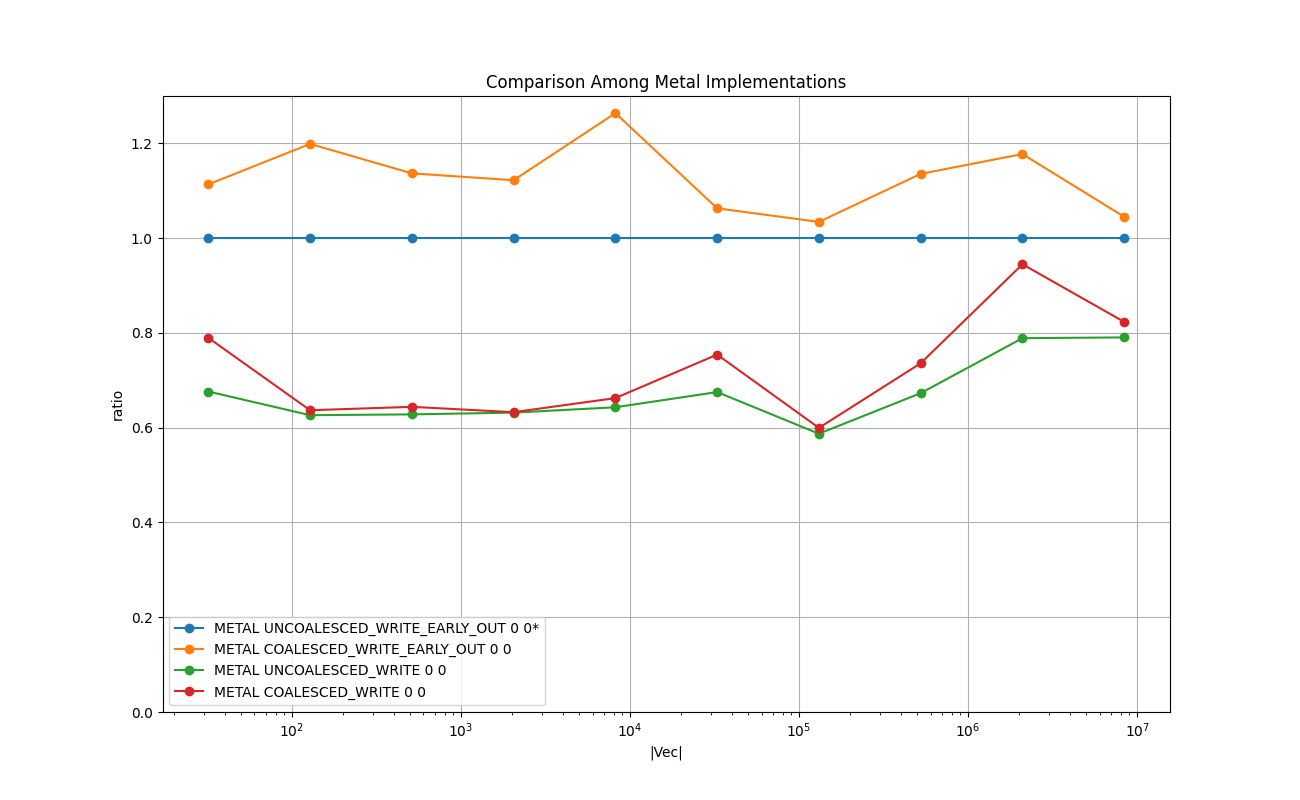 Comparison Among Metal Implementations
ratio
1.2
1.0
0.8
0.6
0.4
0.2
0.0
METAL UNCOALESCED_WRITE_EARLY_OUT 0 0*
METAL COALESCED_WRITE_EARLY_OUT 0 0
METAL UNCOALESCED_WRITE 0 0
METAL COALESCED_WRITE 0 0
10² 10³ 10⁴ 10⁵ 10⁶ 10⁷
|Vec|